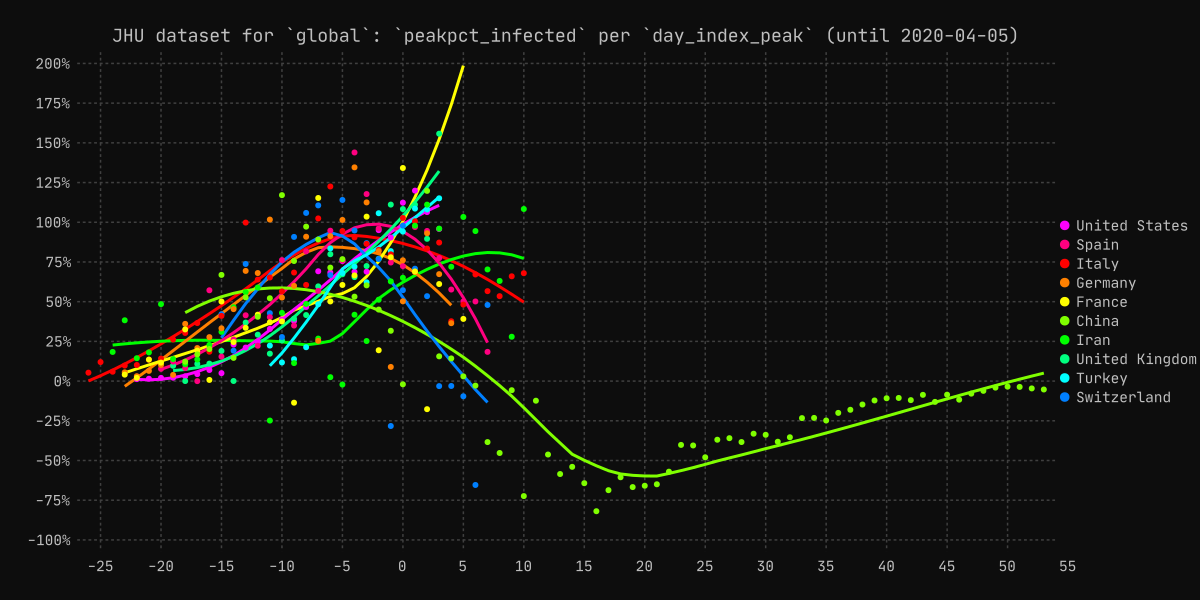 JHU dataset for `global`: `peakpct_infected` per `day_index_peak` (until 2020-04-05)
200%
175%
150%
125%
100%
75%
50%
25%
0%
-25%
-50%
-75%
-100%
-25 -20 -15 -10 -5 0 5 10 15 20 25 30 35 40 45 50 55
United States
Spain
Italy
Germany
France
China
Iran
United Kingdom
Turkey
Switzerland